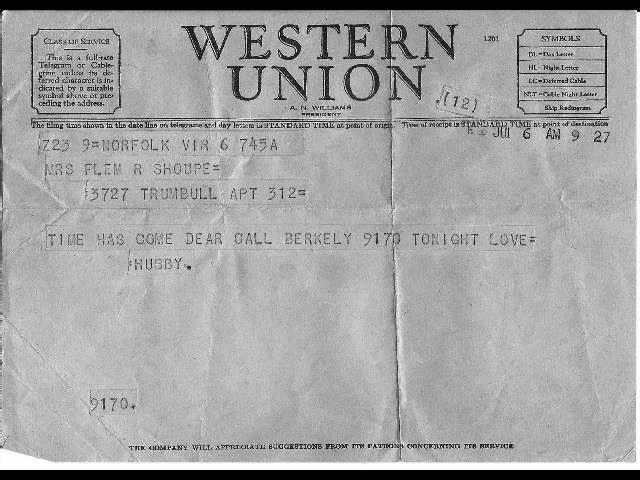 CLASS OF SERVICE
This is a full-rate
Telegram or Cable-
gram unless its de-
ferred character is in-
dicated by a suitable
symbol above or pre-
ceding the address.
WESTERN
UNION
A. N. WILLIAMS
PRESIDENT
1201
SYMBOLS
DL=Day Letter
NL=Night Letter
LC=Deferred Cable
NLT=Cable Night Letter
Ship Radiogram
(12)
The filing time shown in the date line on telegrams and day letters is STANDARD TIME at point of origin. Time of receipt is STANDARD TIME at point of destination
JUL 6 AM 9 27
Z23 9=NORFOLK VIR 6 745A
MRS FLEM R SHOUPE=
3727 TRUMBULL APT 312=
TIME HAS COME DEAR CALL BERKELY 9170 TONIGHT LOVE=
HUBBY.
9170.
THE COMPANY WILL APPRECIATE SUGGESTIONS FROM ITS PATRONS CONCERNING ITS SERVICE